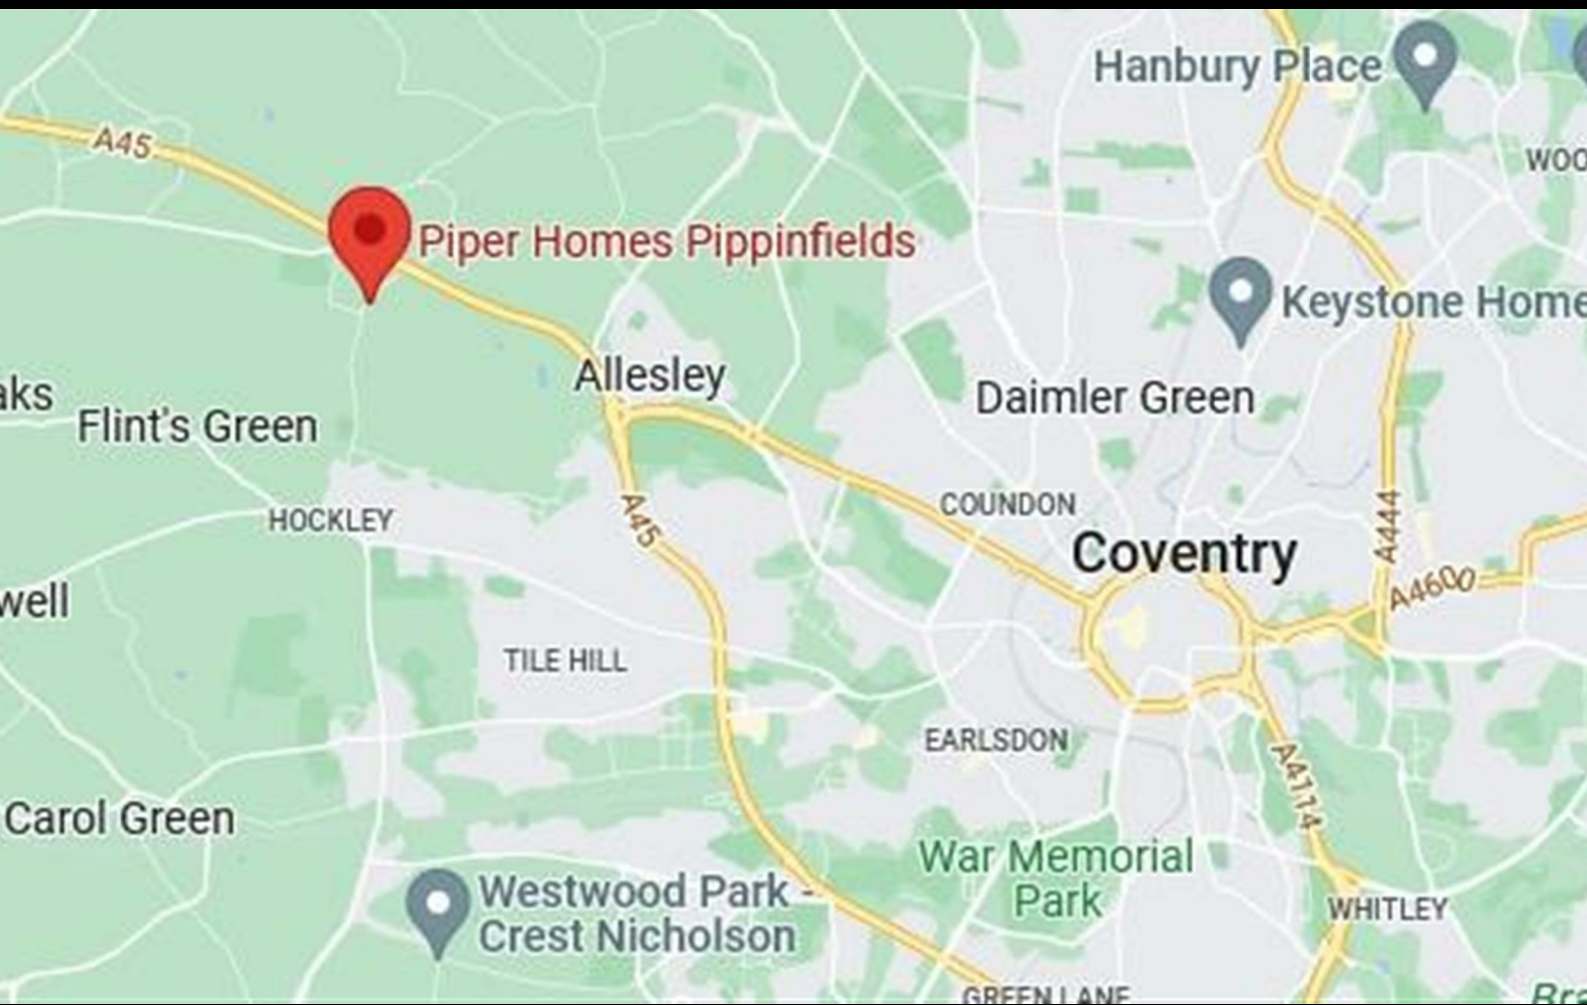 Hanbury Place
A45
WOO
Piper Homes Pippinfields
Keystone Home
Allesley
Daimler Green
aks
Flint's Green
COUNDON
HOCKLEY
A45
A444
Coventry
A4600
well
TILE HILL
EARLSDON
A4114
Carol Green
War Memorial
Park
Westwood Park -
Crest Nicholson
WHITLEY
GREEN LANE
Bre